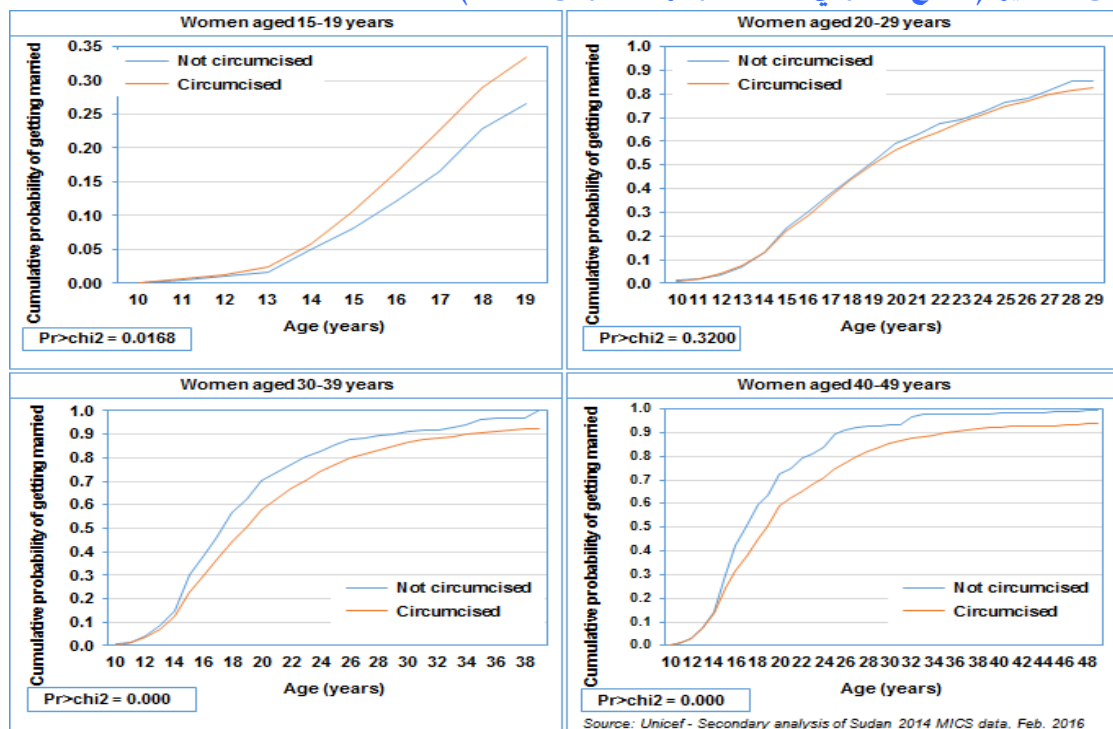 Women aged 15-19 years
Cumulative probability of getting married
0.35
0.30
0.25
0.20
0.15
0.10
0.05
0.00
Not circumcised
Circumcised
10 11 12 13 14 15 16 17 18 19
Age (years)
Pr>chi2 = 0.0168
Women aged 20-29 years
Cumulative probability of getting married
1.0
0.9
0.8
0.7
0.6
0.5
0.4
0.3
0.2
0.1
0.0
Not circumcised
Circumcised
10 11 12 13 14 15 16 17 18 19 20 21 22 23 24 25 26 27 28 29
Age (years)
Pr>chi2 = 0.3200
Women aged 30-39 years
Cumulative probability of getting married
1.0
0.9
0.8
0.7
0.6
0.5
0.4
0.3
0.2
0.1
0.0
Not circumcised
Circumcised
10 12 14 16 18 20 22 24 26 28 30 32 34 36 38
Age (years)
Pr>chi2 = 0.000
Women aged 40-49 years
Cumulative probability of getting married
1.0
0.9
0.8
0.7
0.6
0.5
0.4
0.3
0.2
0.1
0.0
Not circumcised
Circumcised
10 12 14 16 18 20 22 24 26 28 30 32 34 36 38 40 42 44 46 48
Age (years)
Pr>chi2 = 0.000
Source: Unicef - Secondary analysis of Sudan 2014 MICS data, Feb. 2016